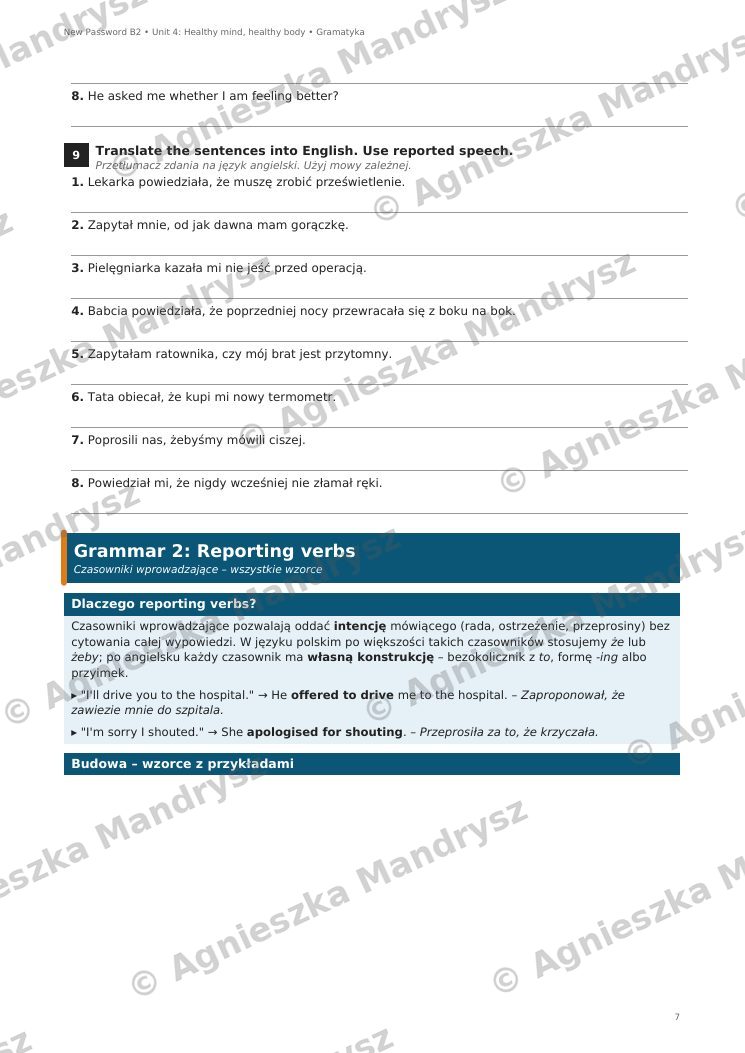 New Password B2 • Unit 4: Healthy mind, healthy body • Gramatyka
8. He asked me whether I am feeling better?
9 Translate the sentences into English. Use reported speech.
Przetłumacz zdania na język angielski. Użyj mowy zależnej.
1. Lekarka powiedziała, że muszę zrobić prześwietlenie.
2. Zapytał mnie, od jak dawna mam gorączkę.
3. Pielęgniarka kazała mi nie jeść przed operacją.
4. Babcia powiedziała, że poprzedniej nocy przewracała się z boku na bok.
5. Zapytałam ratownika, czy mój brat jest przytomny.
6. Tata obiecał, że kupi mi nowy termometr.
7. Poprosili nas, żebyśmy mówili ciszej.
8. Powiedział mi, że nigdy wcześniej nie złamał ręki.
Grammar 2: Reporting verbs
Czasowniki wprowadzające – wszystkie wzorce
Dlaczego reporting verbs?
Czasowniki wprowadzające pozwalają oddać intencję mówiącego (rada, ostrzeżenie, przeprosiny) bez
cytowania całej wypowiedzi. W języku polskim po większości takich czasowników stosujemy że lub
żeby; po angielsku każdy czasownik ma własną konstrukcję – bezokolicznik z to, formę -ing albo
przyimek.
▸ "I'll drive you to the hospital." → He offered to drive me to the hospital. – Zaproponował, że
zawiezie mnie do szpitala.
▸ "I'm sorry I shouted." → She apologised for shouting. – Przeprosiła za to, że krzyczała.
Budowa – wzorce z przykładami
7
© Agnieszka Mandrysz